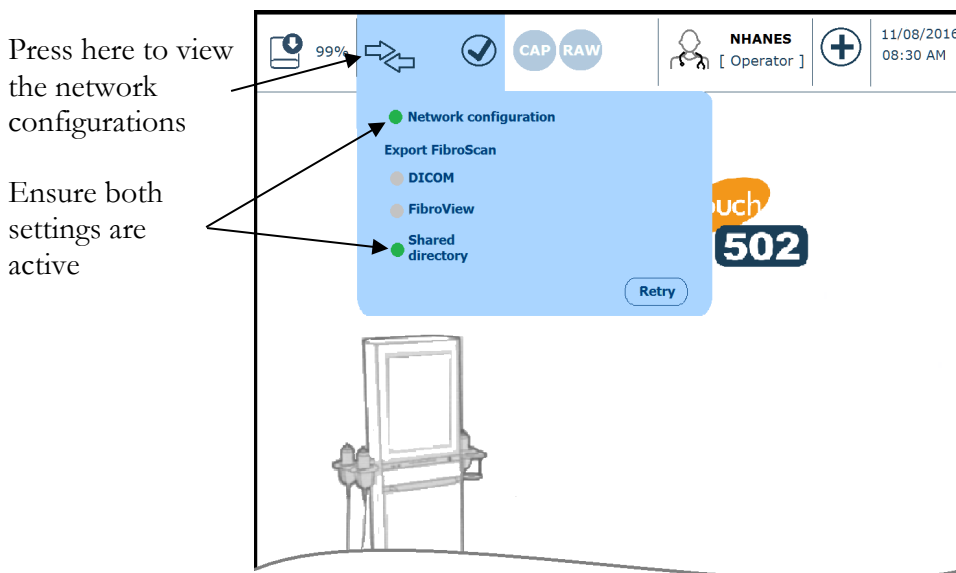 Press here to view
the network
configurations
Ensure both
settings are
active
99%
CAP RAW
NHANES
[ Operator ]
11/08/2016
08:30 AM
Network configuration
Export FibroScan
DICOM
FibroView
Shared
directory
Retry
uch
502